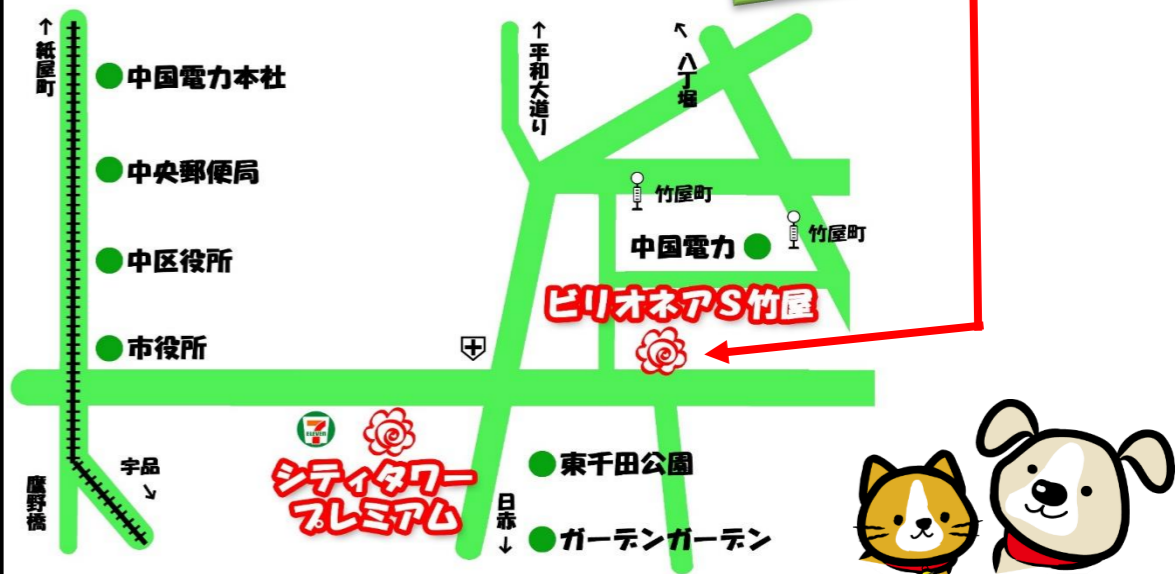 ↑紙屋町
中国電力本社
中央郵便局
中区役所
市役所
↑平和大道り
↑八丁堀
竹屋町
竹屋町
中国電力
ビリオネアS竹屋
7
ELEVEN
シティタワー
プレミアム
鷹野橋
宇品↓
日赤↓
東千田公園
ガーデンガーデン